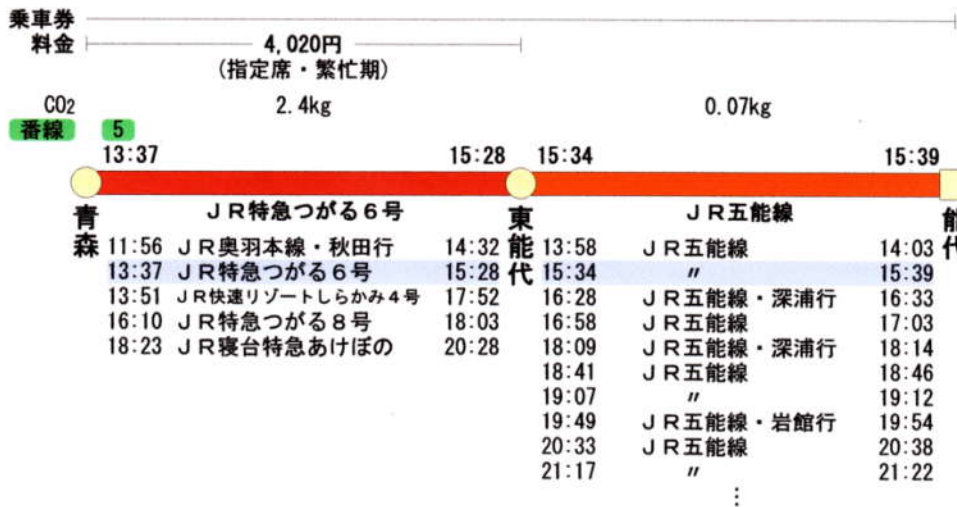 乗車券
料金 4,020円
(指定席・繁忙期)
CO2 2.4kg 0.07kg
番線 5
13:37 15:28 15:34 15:39
青森 JR特急つがる6号 東能代 JR五能線 能代
11:56 JR奥羽本線・秋田行 14:32 13:58 JR五能線 14:03
13:37 JR特急つがる6号 15:28 15:34 〃 15:39
13:51 JR快速リゾートしらかみ4号 17:52 16:28 JR五能線・深浦行 16:33
16:10 JR特急つがる8号 18:03 16:58 JR五能線 17:03
18:23 JR寝台特急あけぼの 20:28 18:09 JR五能線・深浦行 18:14
18:41 JR五能線 18:46
19:07 〃 19:12
19:49 JR五能線・岩館行 19:54
20:33 JR五能線 20:38
21:17 〃 21:22
⋮